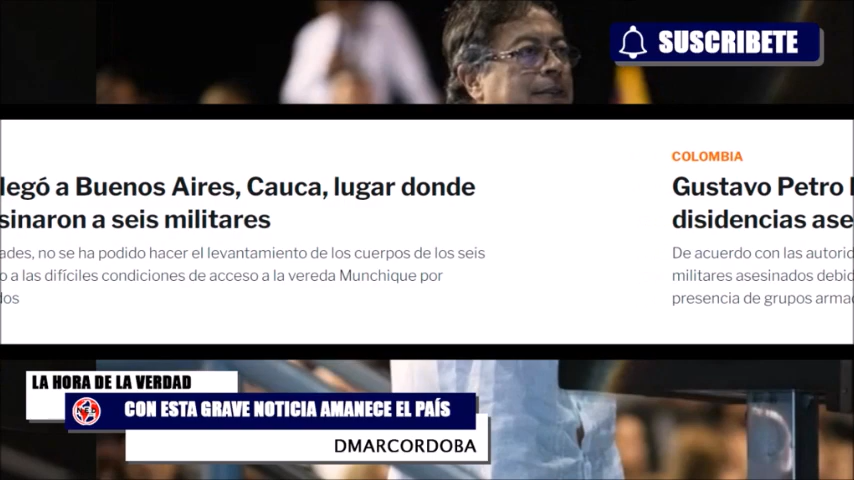 SUSCRIBETE
COLOMBIA
legó a Buenos Aires, Cauca, lugar donde
sinaron a seis militares
ades, no se ha podido hacer el levantamiento de los cuerpos de los seis
o a las difíciles condiciones de acceso a la vereda Munchique por
dos
Gustavo Petro
disidencias ase
De acuerdo con las autorid
militares asesinados debid
presencia de grupos arma
LA HORA DE LA VERDAD
CON ESTA GRAVE NOTICIA AMANECE EL PAÍS
DMARCORDOBA